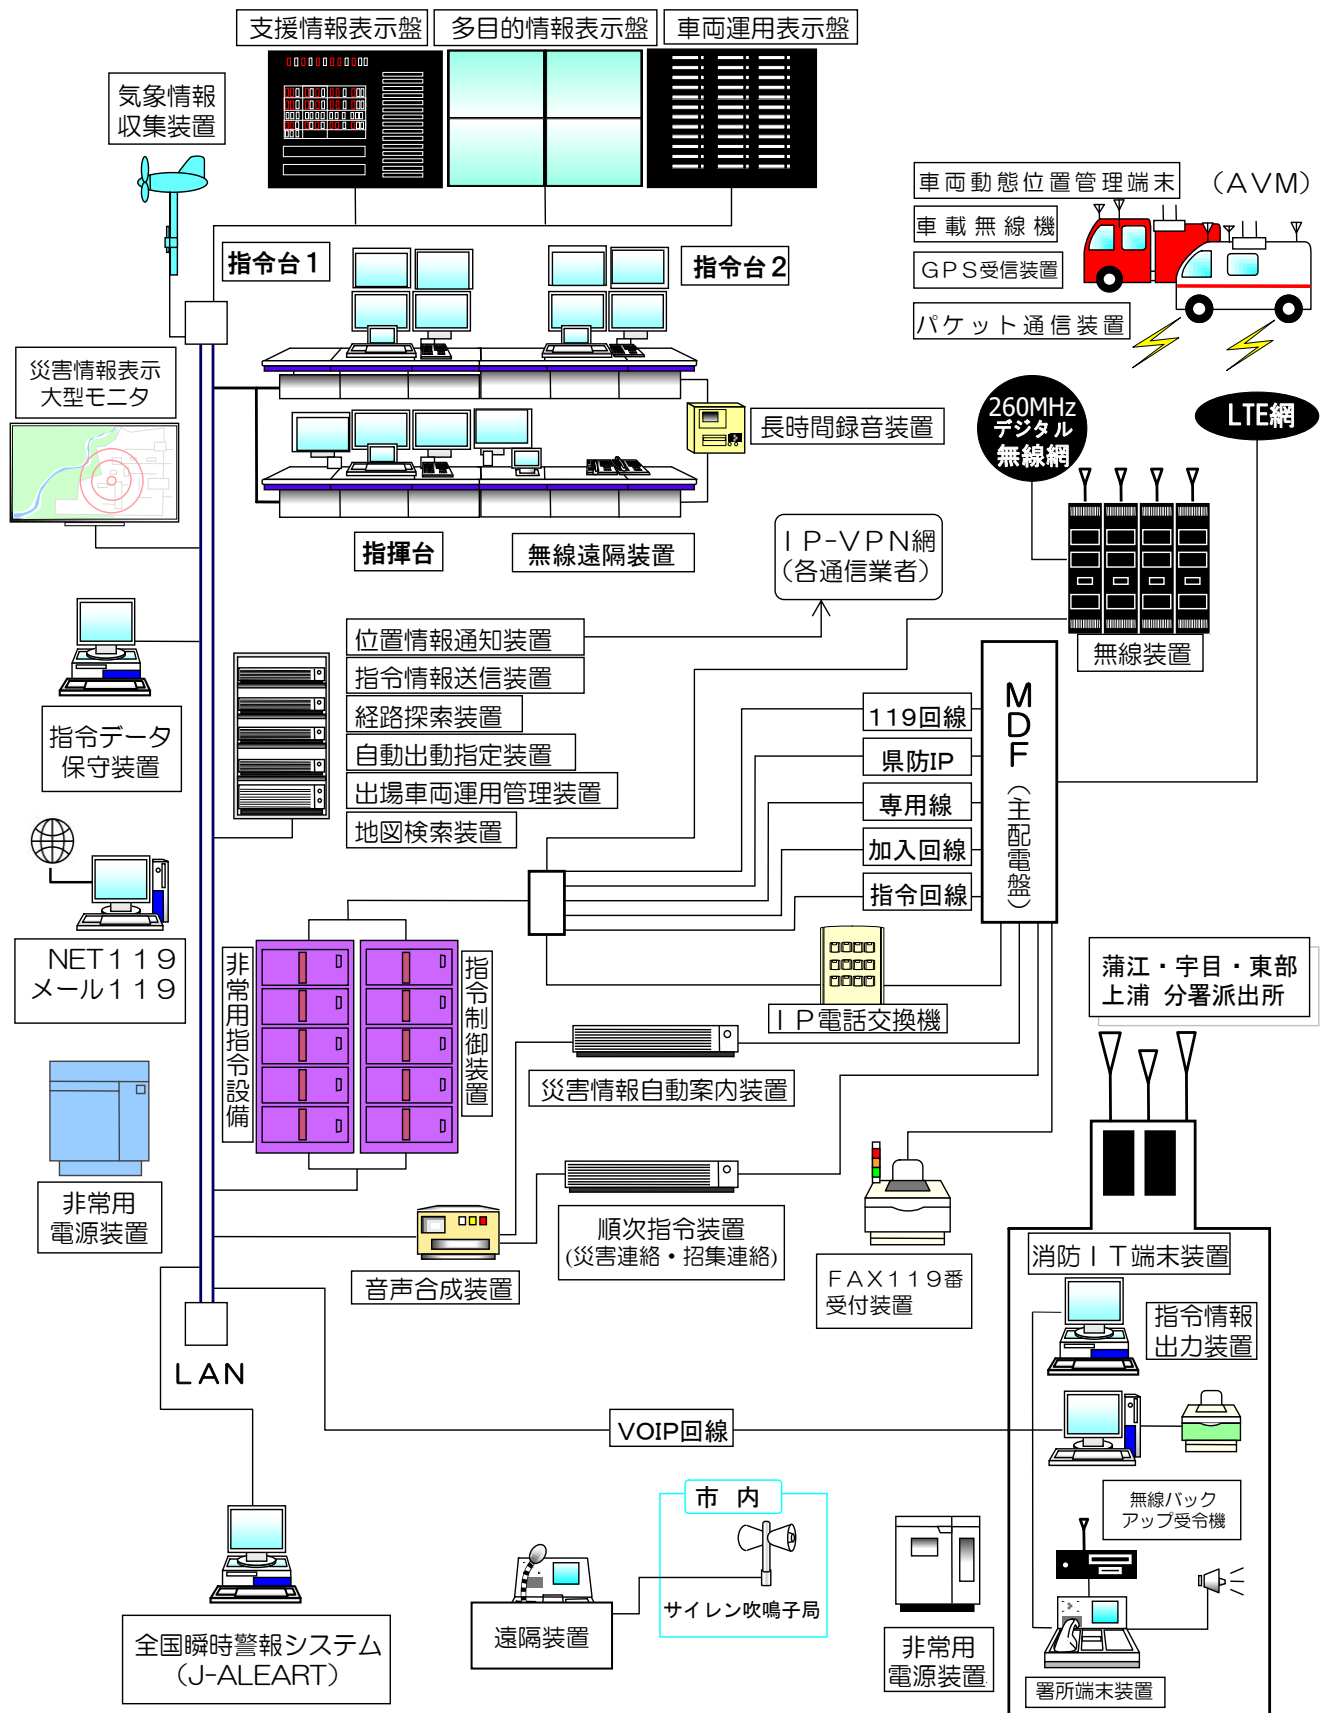 支援情報表示盤
多目的情報表示盤
車両運用表示盤
気象情報
収集装置
車両動態位置管理端末
(AVM)
車載無線機
GPS受信装置
パケット通信装置
指令台1
指令台2
災害情報表示
大型モニタ
長時間録音装置
260MHz
デジタル
無線網
LTE網
指揮台
無線遠隔装置
IP-VPN網
(各通信業者)
無線装置
位置情報通知装置
指令情報送信装置
経路探索装置
自動出動指定装置
出場車両運用管理装置
地図検索装置
指令データ
保守装置
MDF(主配電盤)
119回線
県防IP
専用線
加入回線
指令回線
NET119
メール119
非常用指令設備
指令制御装置
IP電話交換機
蒲江・宇目・東部
上浦 分署派出所
災害情報自動案内装置
非常用
電源装置
順次指令装置
(災害連絡・招集連絡)
音声合成装置
FAX119番
受付装置
消防IT端末装置
指令情報
出力装置
LAN
VOIP回線
市内
サイレン吹鳴子局
無線バック
アップ受令機
遠隔装置
全国瞬時警報システム
(J-ALEART)
非常用
電源装置
署所端末装置